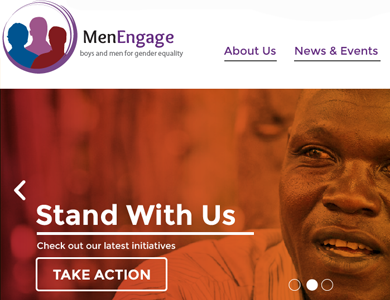 MenEngage
boys and men for gender equality
About Us
News & Events
Stand With Us
Check out our latest initiatives
TAKE ACTION